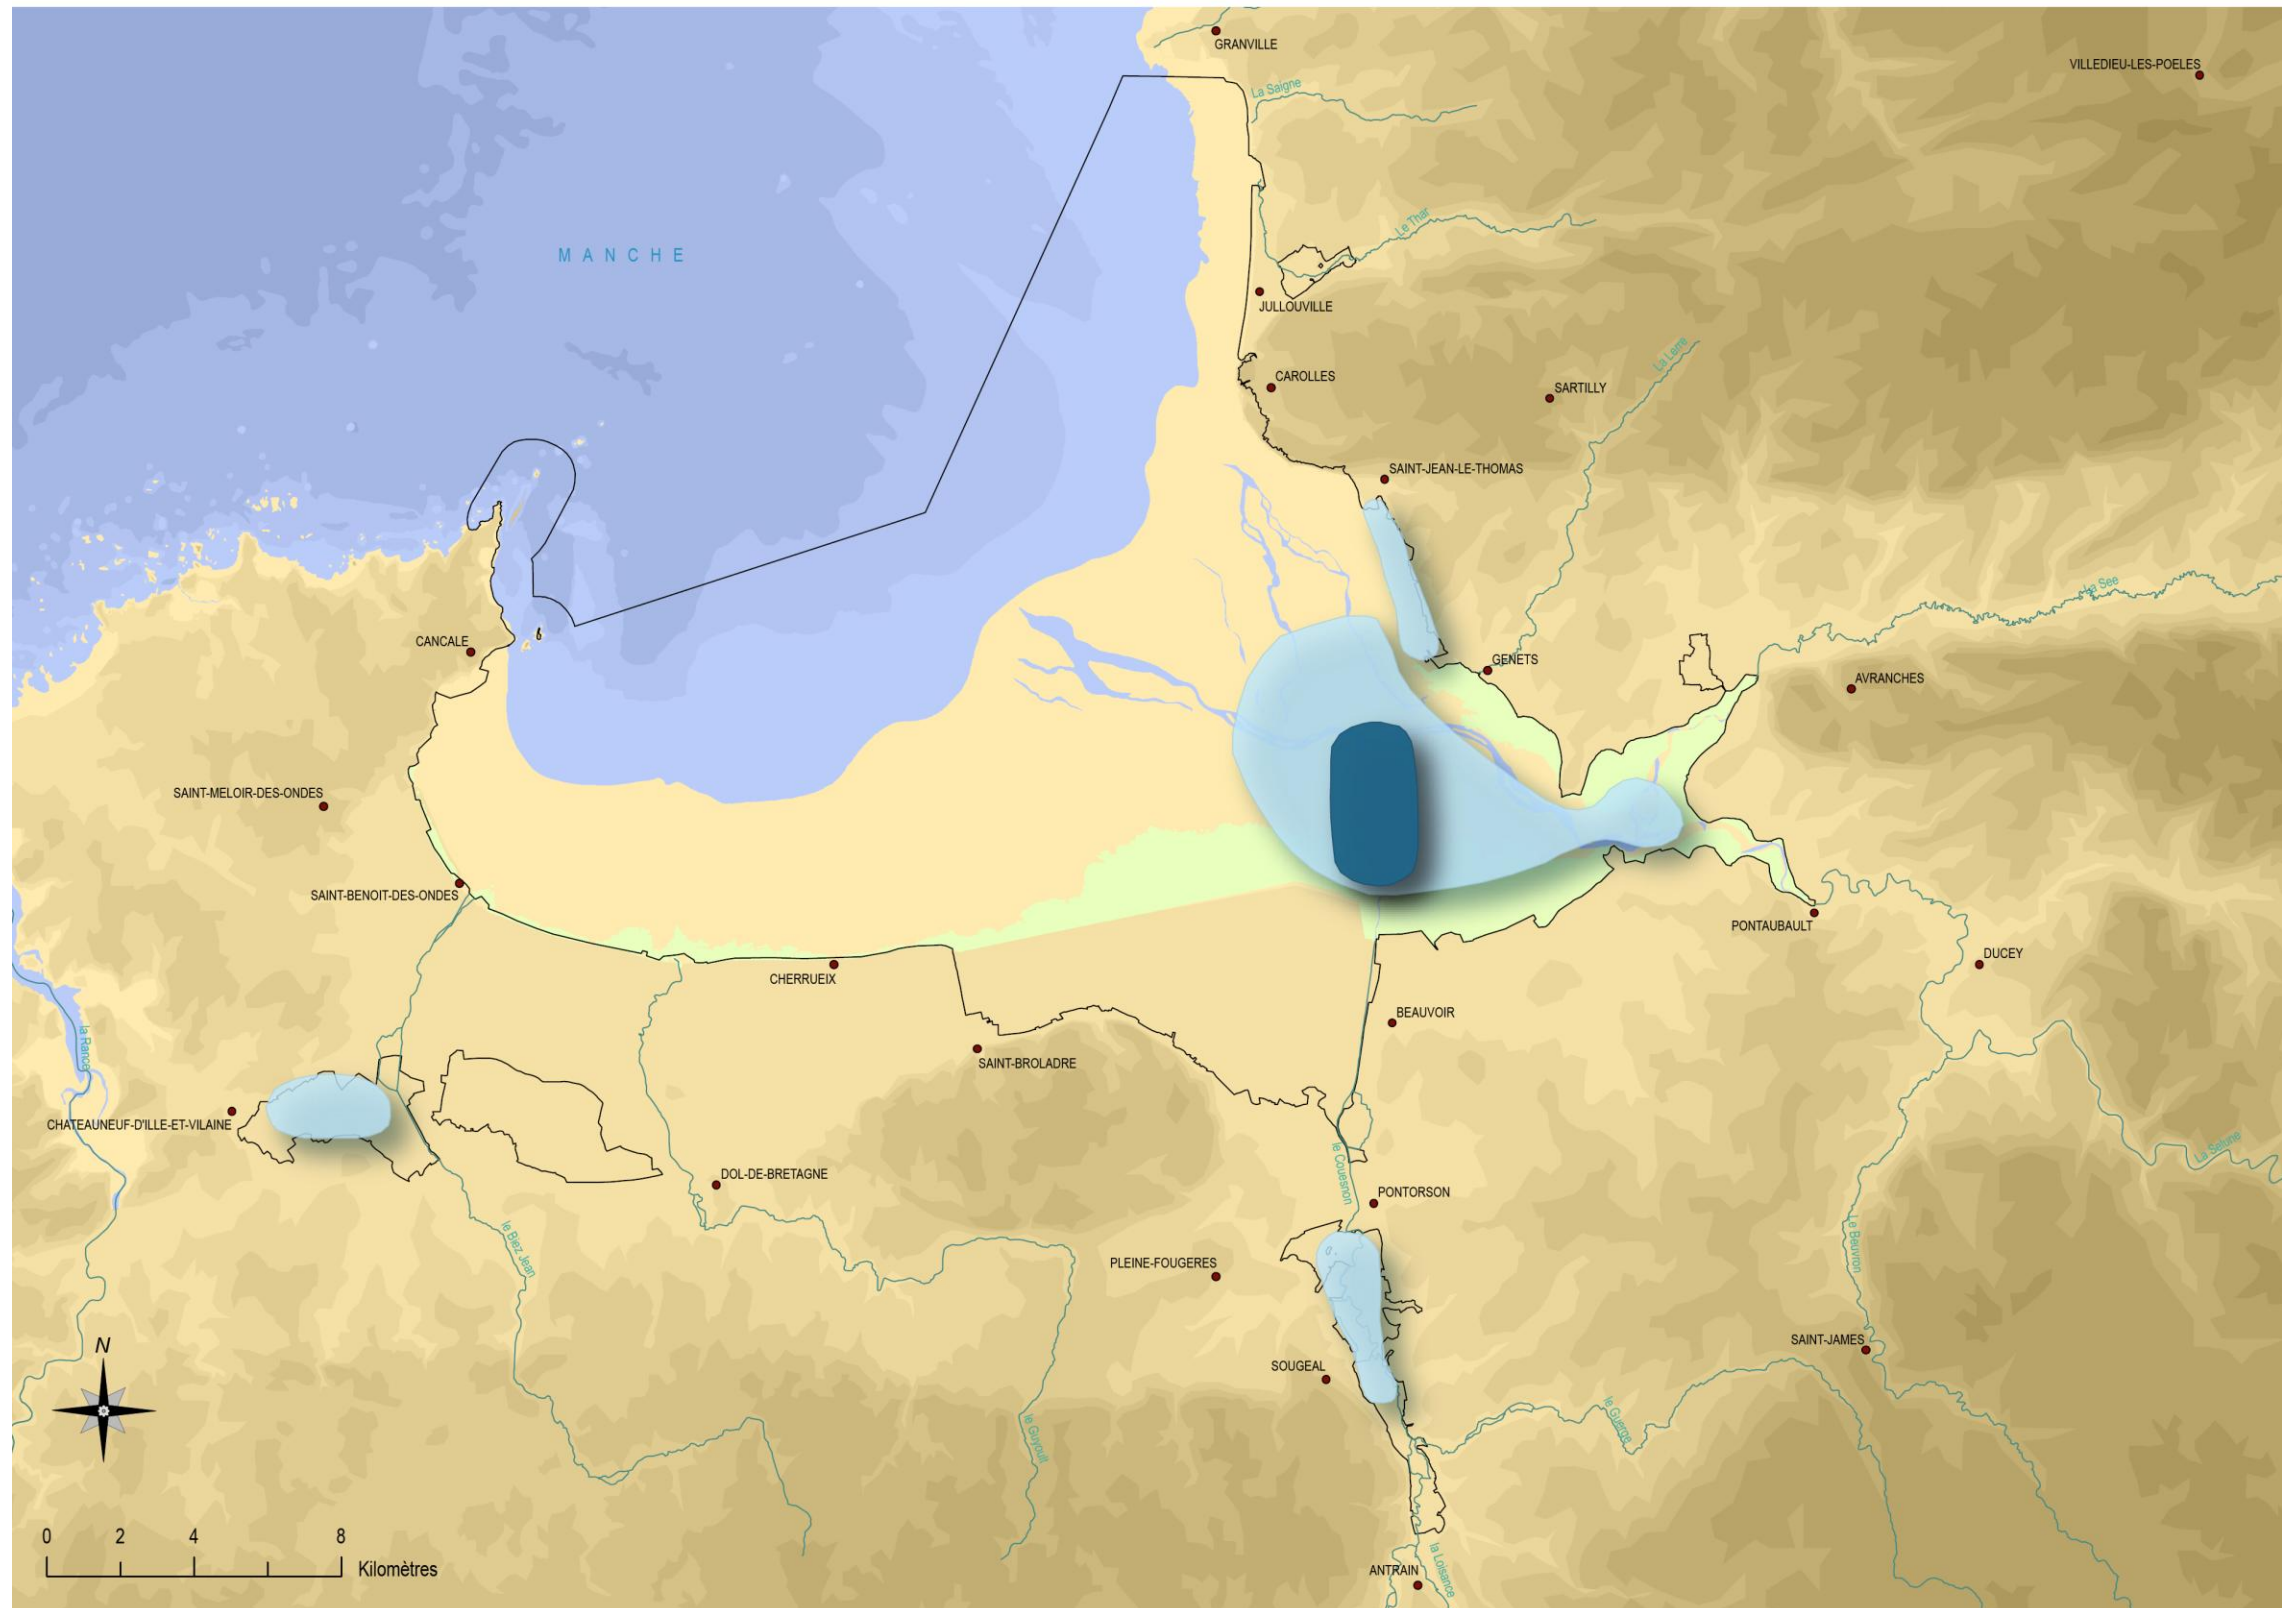 GRANVILLE
VILLEDIEU-LES-POELES
La Saigne
Le Thar
MANCHE
JULLOUVILLE
La Lerre
CAROLLES
SARTILLY
SAINT-JEAN-LE-THOMAS
La See
CANCALE
GENETS
AVRANCHES
SAINT-MELOIR-DES-ONDES
SAINT-BENOIT-DES-ONDES
PONTAUBAULT
DUCEY
CHERRUEIX
BEAUVOIR
la Rance
SAINT-BROLADRE
CHATEAUNEUF-D'ILLE-ET-VILAINE
La Selune
DOL-DE-BRETAGNE
le Couesnon
PONTORSON
le Biez Jean
Le Beuvron
PLEINE-FOUGERES
SAINT-JAMES
N
SOUGEAL
le Guerge
le Guyoult
0 2 4 8
Kilomètres
ANTRAIN
la Loisance